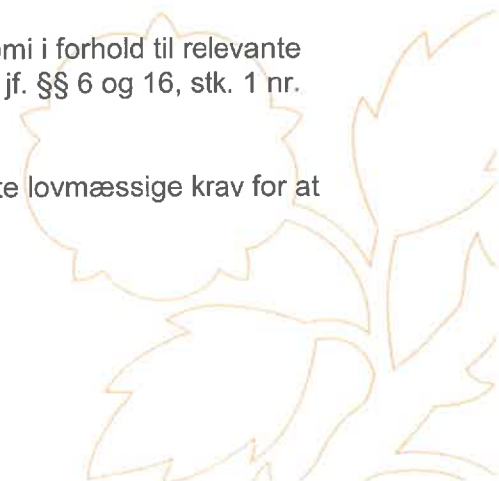 omi i forhold til relevante
jf. §§ 6 og 16, stk. 1 nr.
te lovmæssige krav for at